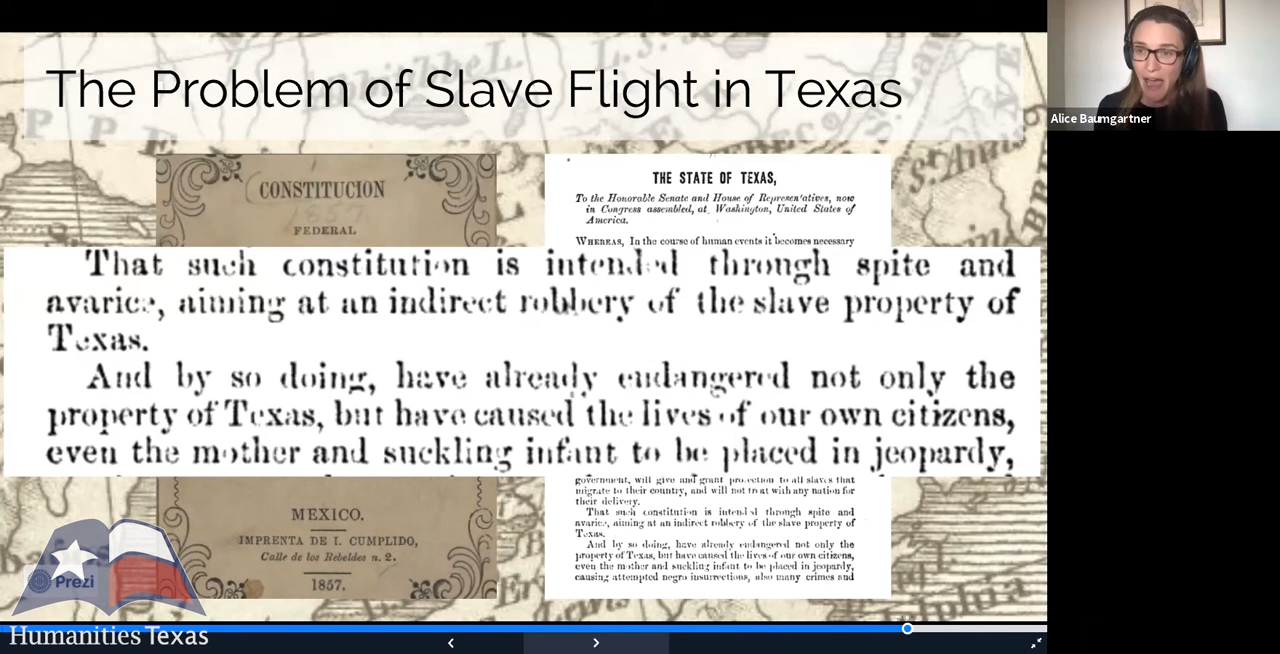 The Problem of Slave Flight in Texas
Alice Baumgartner
CONSTITUCION
1857
FEDERAL
THE STATE OF TEXAS,
To the Honorable Senate and House of Representatives, now
in Congress assembled, at Washington, United States of
America.
WHEREAS, In the course of human events it becomes necessary
That such constitution is intended through spite and
avarice, aiming at an indirect robbery of the slave property of
Texas.
And by so doing, have already endangered not only the
property of Texas, but have caused the lives of our own citizens,
even the mother and suckling infant to be placed in jeopardy,
MEXICO.
IMPRENTA DE I. CUMPLIDO,
Calle de los Rebeldes n. 2.
1857.
government, will give and grant protection to all slaves that
migrate to their country, and will not treat with any nation for
their delivery.
That such constitution is intended through spite and
avarice, aiming at an indirect robbery of the slave property of
Texas.
And by so doing, have already endangered not only the
property of Texas, but have caused the lives of our own citizens,
even the mother and suckling infant to be placed in jeopardy,
causing attempted negro insurrections, also many crimes and
Prezi
Humanities Texas